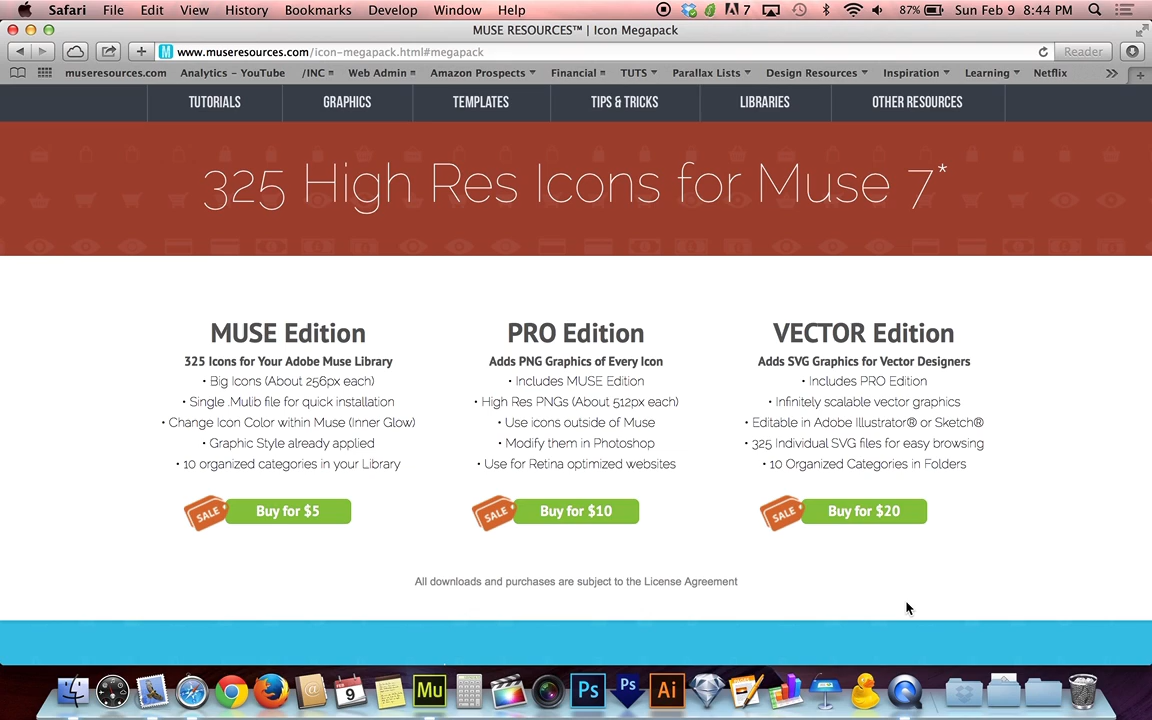 Safari File Edit View History Bookmarks Develop Window Help 7 87% Sun Feb 9 8:44 PM
MUSE RESOURCES™ | Icon Megapack
M www.museresources.com/icon-megapack.html#megapack Reader
museresources.com Analytics – YouTube /INC Web Admin Amazon Prospects Financial TUTS Parallax Lists Design Resources Inspiration Learning Netflix
TUTORIALS GRAPHICS TEMPLATES TIPS & TRICKS LIBRARIES OTHER RESOURCES
325 High Res Icons for Muse 7*
MUSE Edition
325 Icons for Your Adobe Muse Library
• Big Icons (About 256px each)
• Single .Mulib file for quick installation
• Change Icon Color within Muse (Inner Glow)
• Graphic Style already applied
• 10 organized categories in your Library
SALE Buy for $5
PRO Edition
Adds PNG Graphics of Every Icon
• Includes MUSE Edition
• High Res PNGs (About 512px each)
• Use icons outside of Muse
• Modify them in Photoshop
• Use for Retina optimized websites
SALE Buy for $10
VECTOR Edition
Adds SVG Graphics for Vector Designers
• Includes PRO Edition
• Infinitely scalable vector graphics
• Editable in Adobe Illustrator® or Sketch®
• 325 Individual SVG files for easy browsing
• 10 Organized Categories in Folders
SALE Buy for $20
All downloads and purchases are subject to the License Agreement
FEB 9 Mu Ps Ps Ai